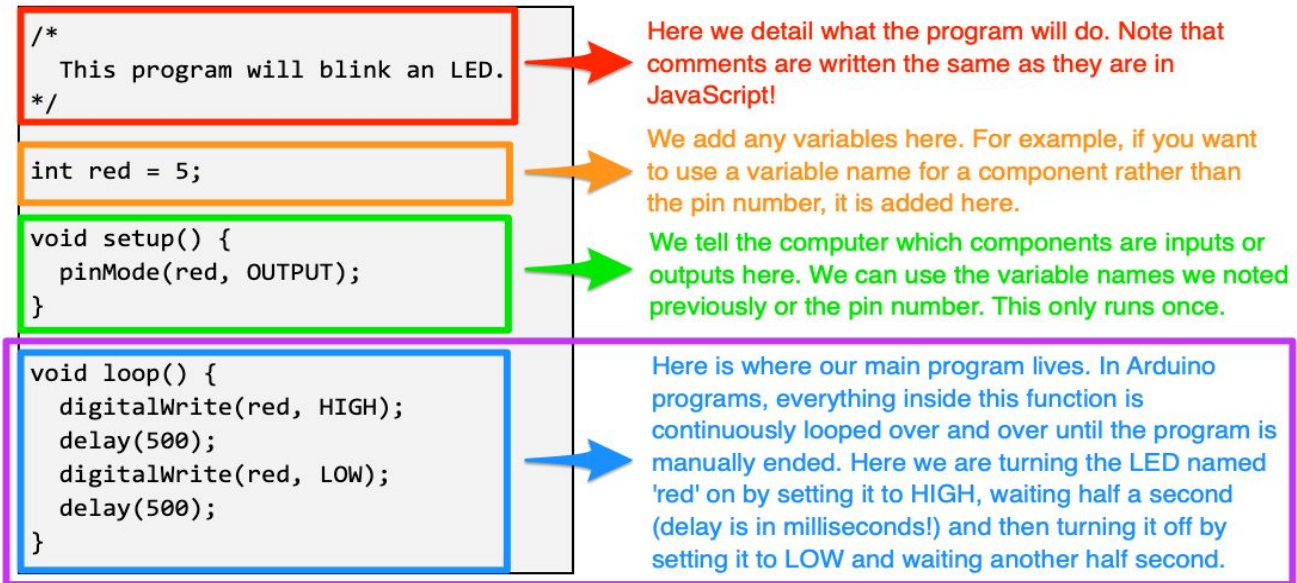 /*
This program will blink an LED.
*/
Here we detail what the program will do. Note that
comments are written the same as they are in
JavaScript!
int red = 5;
We add any variables here. For example, if you want
to use a variable name for a component rather than
the pin number, it is added here.
void setup() {
pinMode(red, OUTPUT);
}
We tell the computer which components are inputs or
outputs here. We can use the variable names we noted
previously or the pin number. This only runs once.
void loop() {
digitalWrite(red, HIGH);
delay(500);
digitalWrite(red, LOW);
delay(500);
}
Here is where our main program lives. In Arduino
programs, everything inside this function is
continuously looped over and over until the program is
manually ended. Here we are turning the LED named
'red' on by setting it to HIGH, waiting half a second
(delay is in milliseconds!) and then turning it off by
setting it to LOW and waiting another half second.